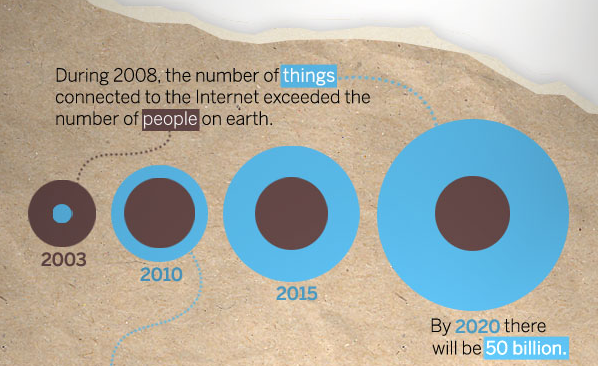 During 2008, the number of things
connected to the Internet exceeded the
number of people on earth.
2003
2010
2015
By 2020 there
will be 50 billion.